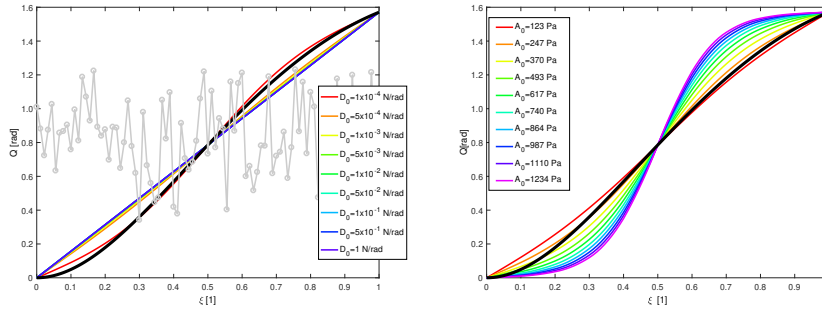 1.6
1.4
1.2
1
0.8
0.6
0.4
0.2
0
Q [rad]
0 0.1 0.2 0.3 0.4 0.5 0.6 0.7 0.8 0.9 1
ξ [1]
D₀=1x10⁻⁴ N/rad
D₀=5x10⁻⁴ N/rad
D₀=1x10⁻³ N/rad
D₀=5x10⁻³ N/rad
D₀=1x10⁻² N/rad
D₀=5x10⁻² N/rad
D₀=1x10⁻¹ N/rad
D₀=5x10⁻¹ N/rad
D₀=1 N/rad
1.6
1.4
1.2
1
0.8
0.6
0.4
0.2
0
Q[rad]
0 0.1 0.2 0.3 0.4 0.5 0.6 0.7 0.8 0.9
ξ [1]
A₀=123 Pa
A₀=247 Pa
A₀=370 Pa
A₀=493 Pa
A₀=617 Pa
A₀=740 Pa
A₀=864 Pa
A₀=987 Pa
A₀=1110 Pa
A₀=1234 Pa